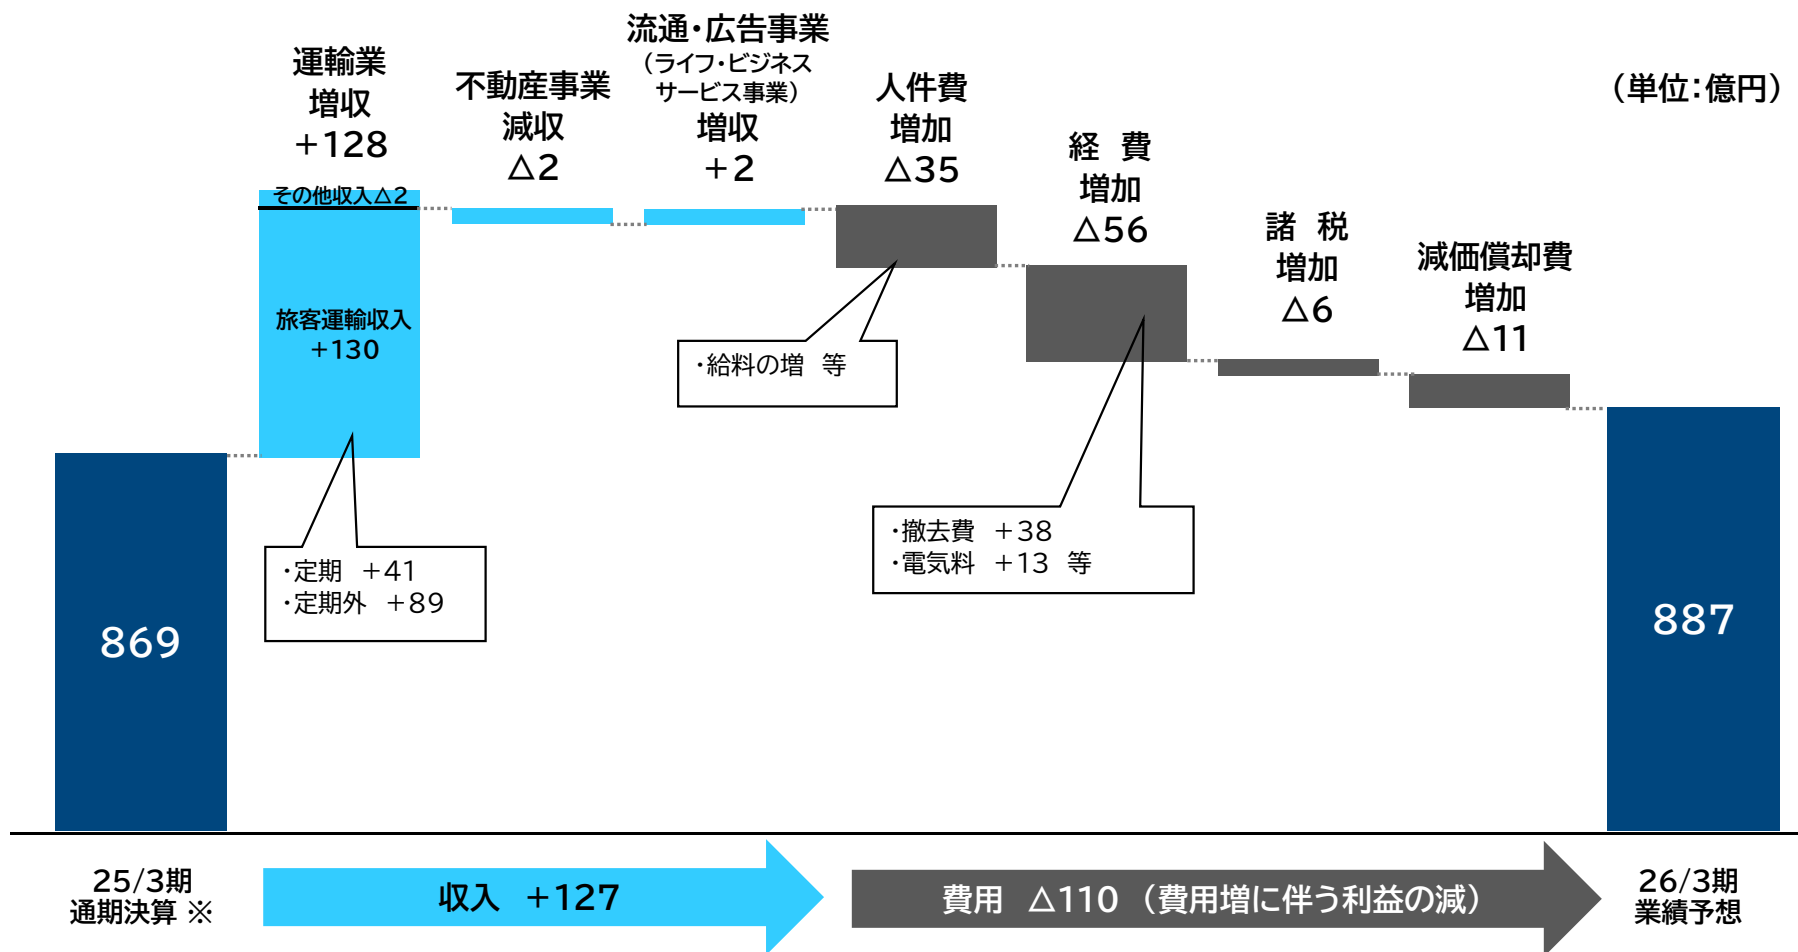 運輸業
増収
+128
不動産事業
減収
△2
流通・広告事業
（ライフ・ビジネス
サービス事業）
増収
+2
人件費
増加
△35
経　費
増加
△56
諸　税
増加
△6
減価償却費
増加
△11
（単位：億円）
その他収入△2
旅客運輸収入
+130
・給料の増　等
・撤去費　+38
・電気料　+13　等
・定期　+41
・定期外　+89
869
887
25/3期
通期決算 ※
収入　+127
費用　△110 （費用増に伴う利益の減）
26/3期
業績予想